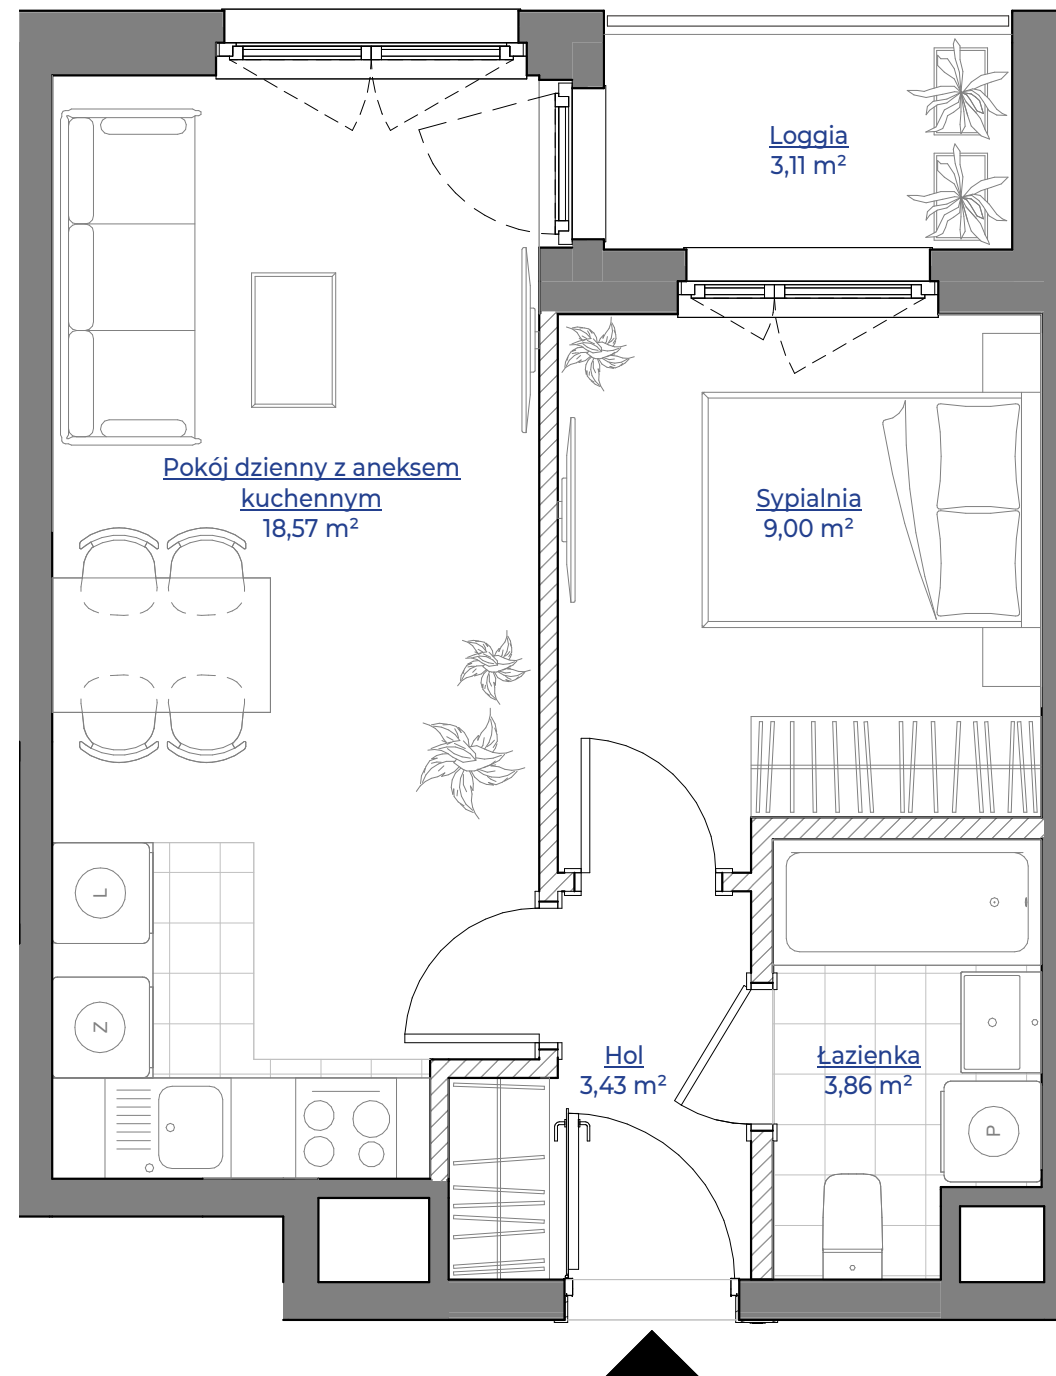 Loggia
3,11 m²
Pokój dzienny z aneksem
kuchennym
18,57 m²
Sypialnia
9,00 m²
L
Z
Hol
3,43 m²
Łazienka
3,86 m²
P